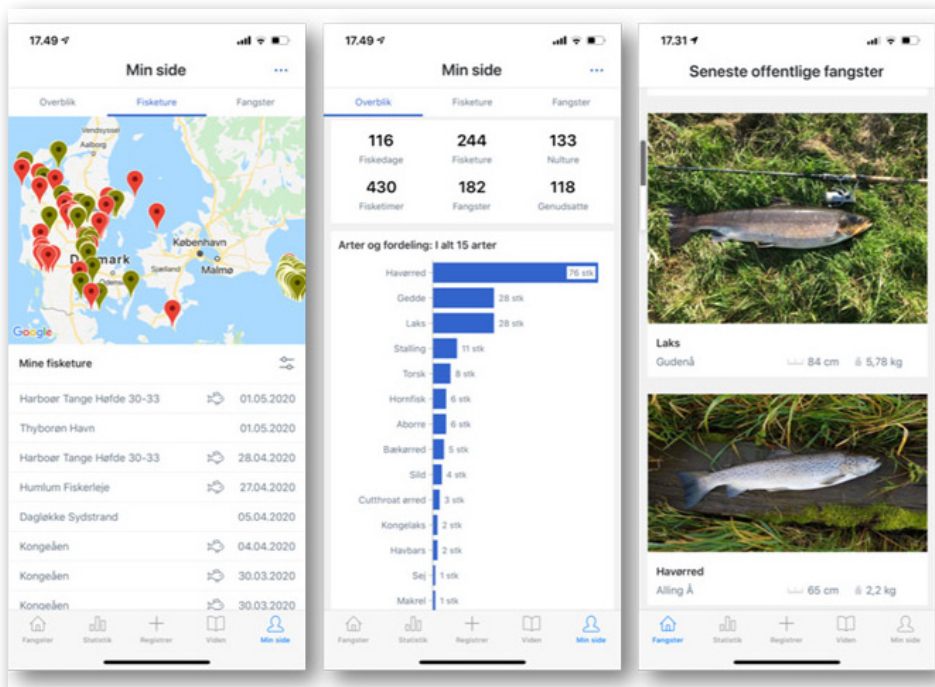 17.49
Min side
...
Overblik Fisketure Fangster
Vendsyssel
Aalborg
København
Malmø
Sjælland
Google
Mine fisketure
Harboør Tange Høfde 30-33 01.05.2020
Thyborøn Havn 01.05.2020
Harboør Tange Høfde 30-33 28.04.2020
Humlum Fiskerleje 27.04.2020
Dagløkke Sydstrand 05.04.2020
Kongeåen 04.04.2020
Kongeåen 30.03.2020
Kongeåen 30.03.2020
Fangster Statistik Registrer Viden Min side
17.49
Min side
...
Overblik Fisketure Fangster
116 244 133
Fiskedage Fisketure Nulture
430 182 118
Fisketimer Fangster Genudsatte
Arter og fordeling: I alt 15 arter
Havørred 76 stk
Gedde 28 stk
Laks 28 stk
Stalling 11 stk
Torsk 8 stk
Hornfisk 6 stk
Aborre 6 stk
Bækørred 5 stk
Sild 4 stk
Cutthroat ørred 3 stk
Kongelaks 2 stk
Havbars 2 stk
Sej 1 stk
Makrel 1 stk
Fangster Statistik Registrer Viden Min side
17.31
Seneste offentlige fangster
Laks
Gudenå 84 cm 5,78 kg
Havørred
Alling Å 65 cm 2,2 kg
Fangster Statistik Registrer Viden Min side